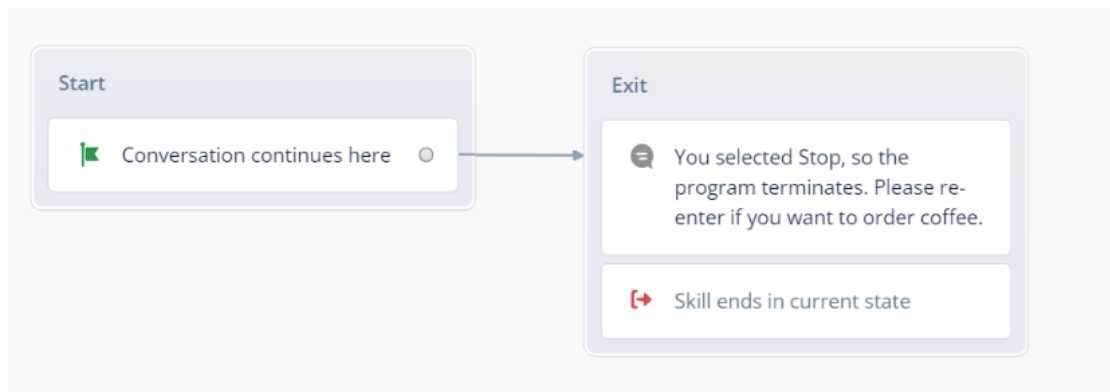 Start
Conversation continues here
Exit
You selected Stop, so the
program terminates. Please re-
enter if you want to order coffee.
Skill ends in current state